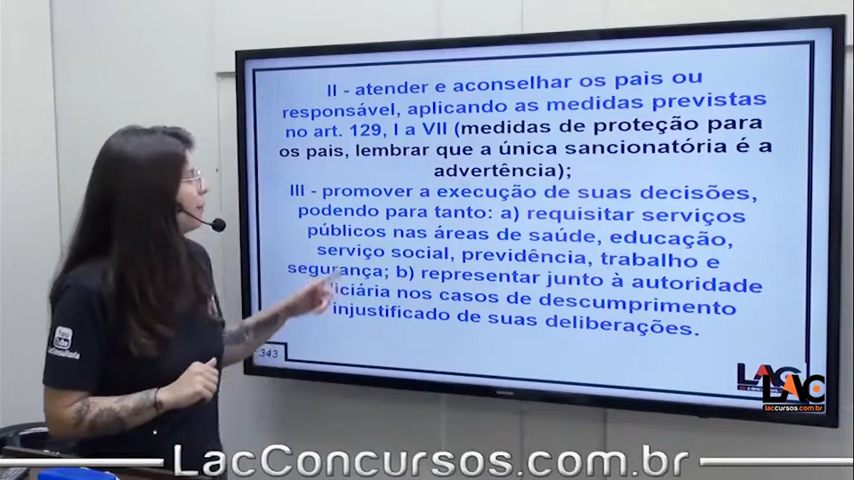 II - atender e aconselhar os pais ou
responsável, aplicando as medidas previstas
no art. 129, I a VII (medidas de proteção para
os pais, lembrar que a única sancionatória é a
advertência);
III - promover a execução de suas decisões,
podendo para tanto: a) requisitar serviços
públicos nas áreas de saúde, educação,
serviço social, previdência, trabalho e
segurança; b) representar junto à autoridade
nos casos de descumprimento
injustificado de suas deliberações.
343
LAC
LAC
lacconcursos.com.br
LacConcursos.com.br